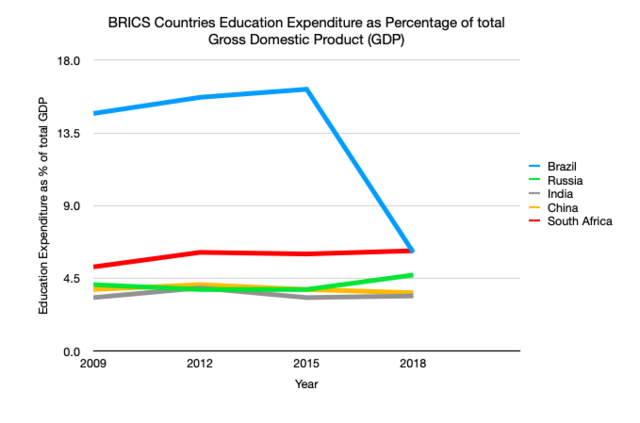 BRICS Countries Education Expenditure as Percentage of total
Gross Domestic Product (GDP)
Education Expenditure as % of total GDP
18.0
13.5
9.0
4.5
0.0
2009 2012 2015 2018
Year
Brazil
Russia
India
China
South Africa